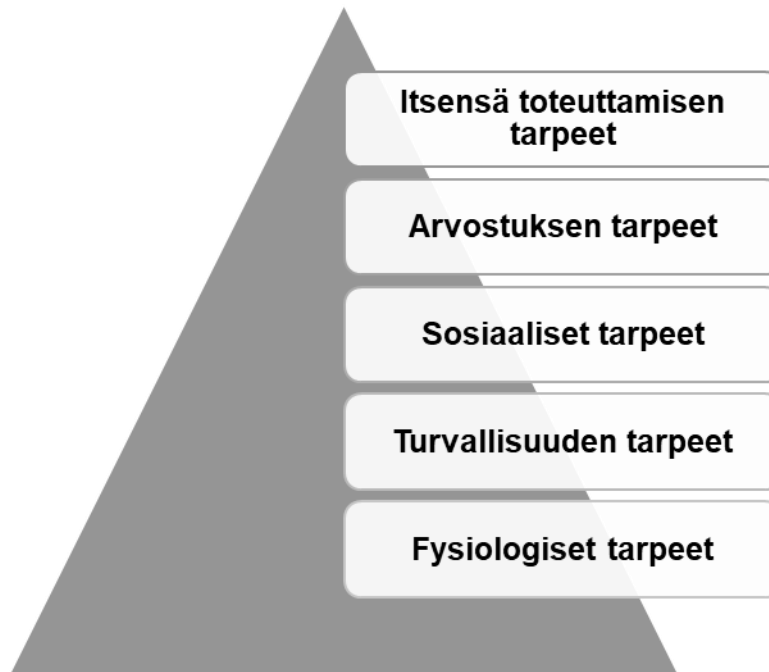 Itsensä toteuttamisen
tarpeet
Arvostuksen tarpeet
Sosiaaliset tarpeet
Turvallisuuden tarpeet
Fysiologiset tarpeet